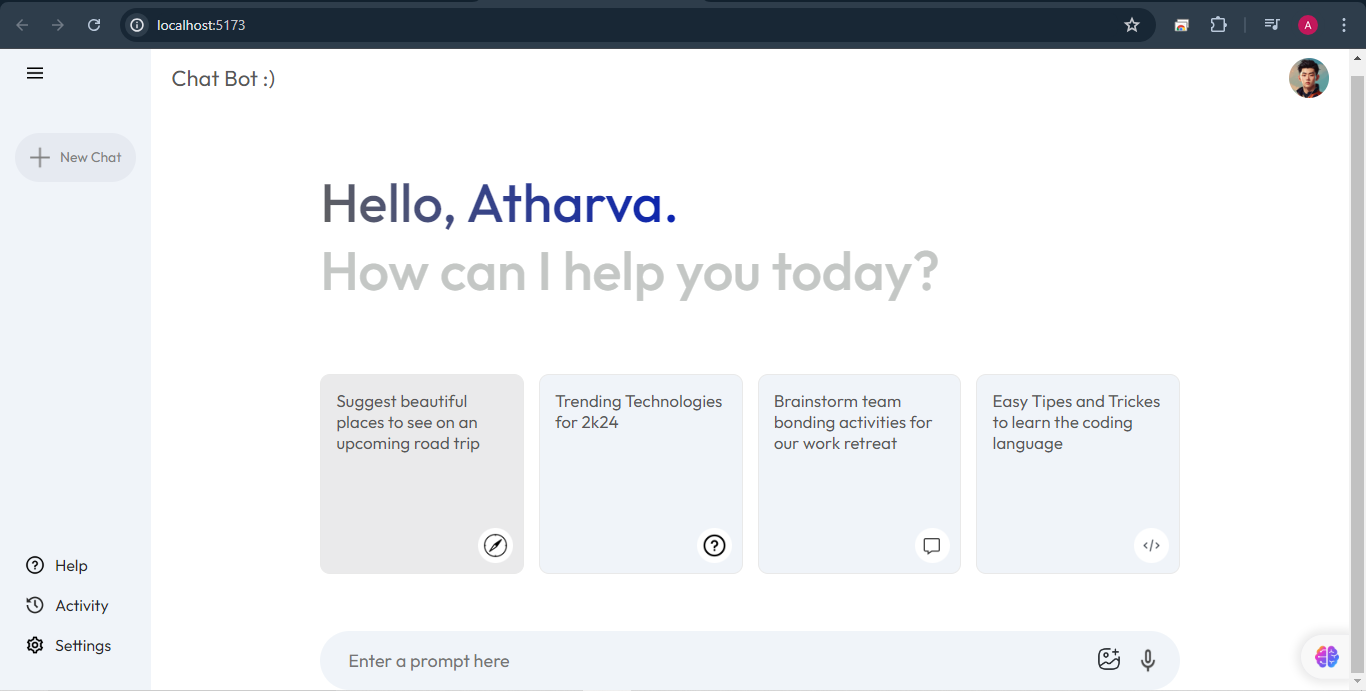 localhost:5173
A
Chat Bot :)
New Chat
Hello, Atharva.
How can I help you today?
Suggest beautiful
places to see on an
upcoming road trip
Trending Technologies
for 2k24
Brainstorm team
bonding activities for
our work retreat
Easy Tipes and Trickes
to learn the coding
language
Help
Activity
Settings
Enter a prompt here